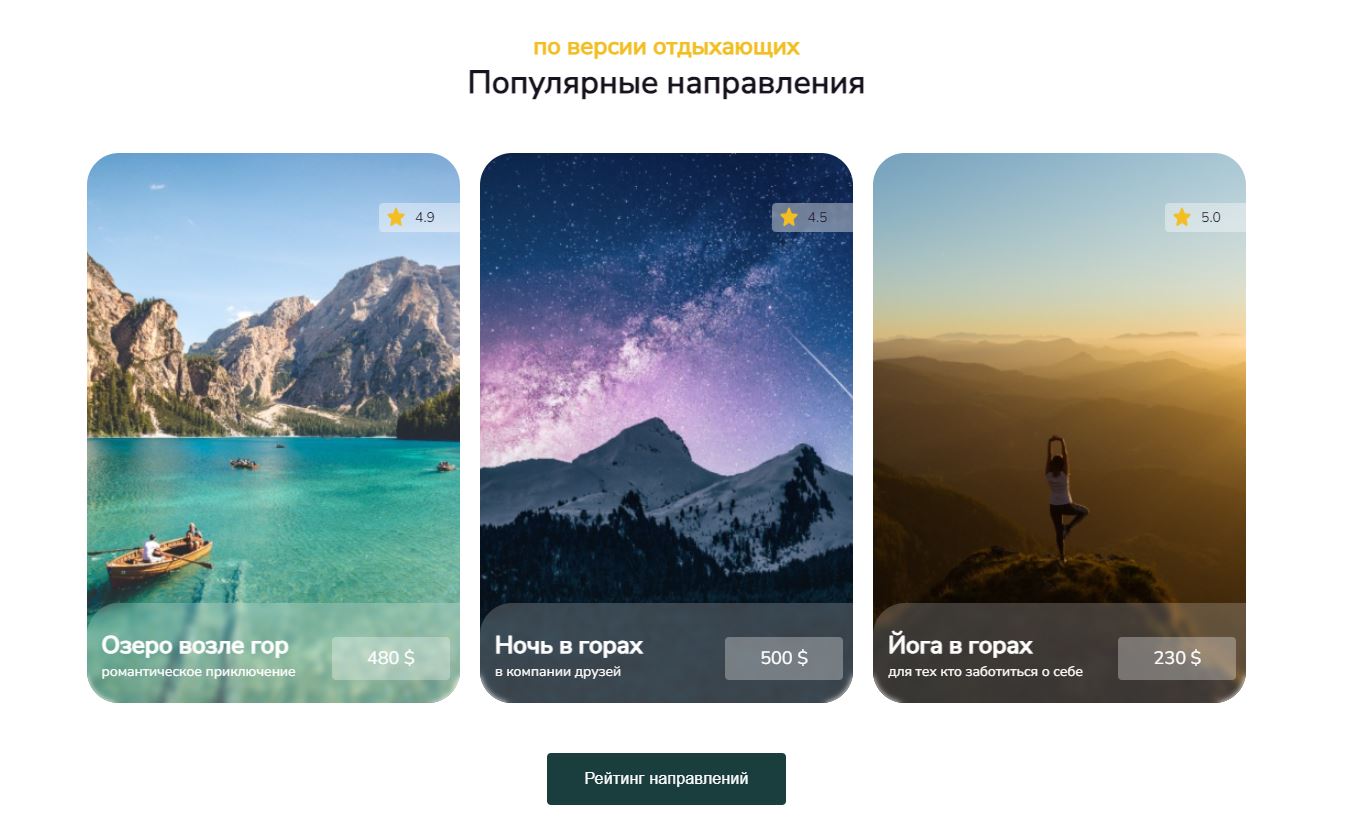 по версии отдыхающих
Популярные направления
4.9
4.5
5.0
Озеро возле гор
романтическое приключение
480 $
Ночь в горах
в компании друзей
500 $
Йога в горах
для тех кто заботиться о себе
230 $
Рейтинг направлений